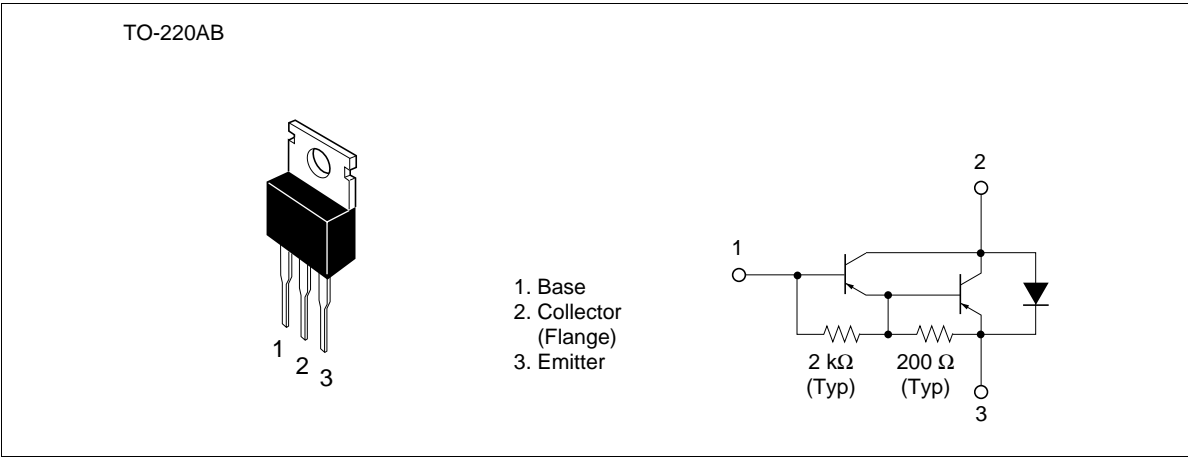 TO-220AB
1
2
3
1. Base
2. Collector
(Flange)
3. Emitter
2
1
2 kΩ
(Typ)
200 Ω
(Typ)
3